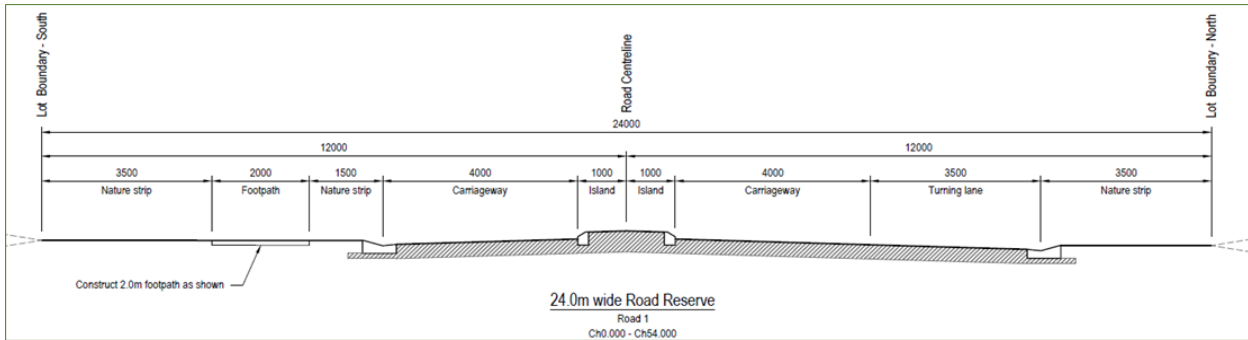 Lot Boundary - South
Road Centreline
Lot Boundary - North
24000
12000
12000
3500
2000
1500
4000
1000
1000
4000
3500
3500
Nature strip
Footpath
Nature strip
Carriageway
Island
Island
Carriageway
Turning lane
Nature strip
Construct 2.0m footpath as shown
24.0m wide Road Reserve
Road 1
Ch0.000 - Ch54.000